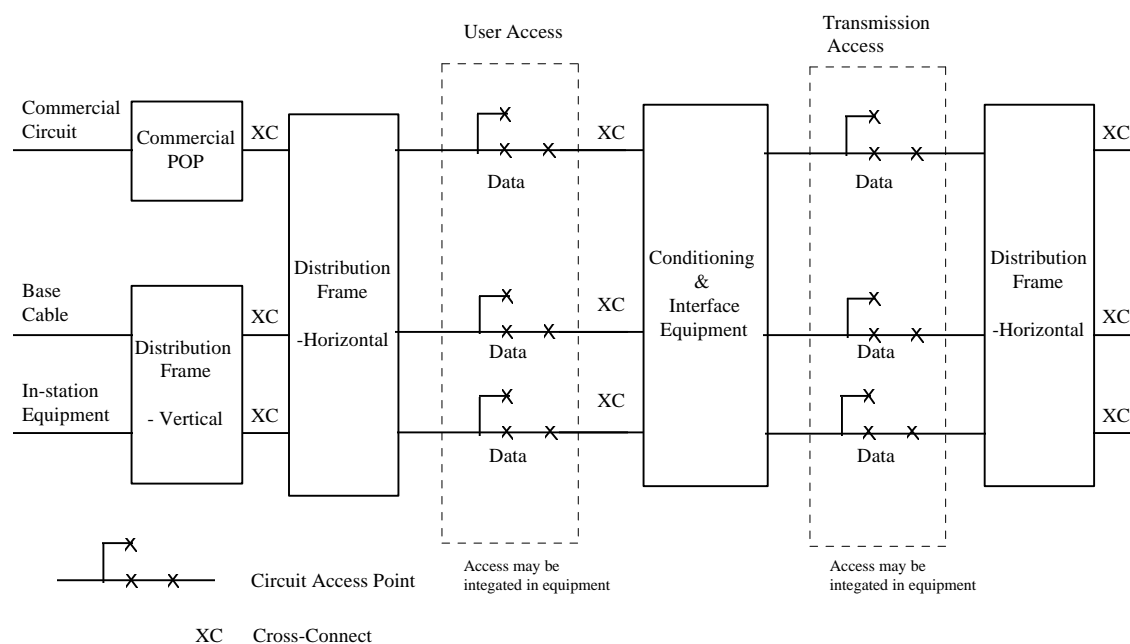 User Access
Transmission
Access
Commercial
Circuit
Commercial
POP
XC
XC
XC
Data
Data
Base
Cable
XC
Distribution
Frame
-Horizontal
XC
Conditioning
&
Interface
Equipment
Distribution
Frame
-Horizontal
XC
Data
Data
Distribution
Frame
- Vertical
In-station
Equipment
XC
XC
XC
Data
Data
Access may be
integated in equipment
Access may be
integated in equipment
Circuit Access Point
XC Cross-Connect